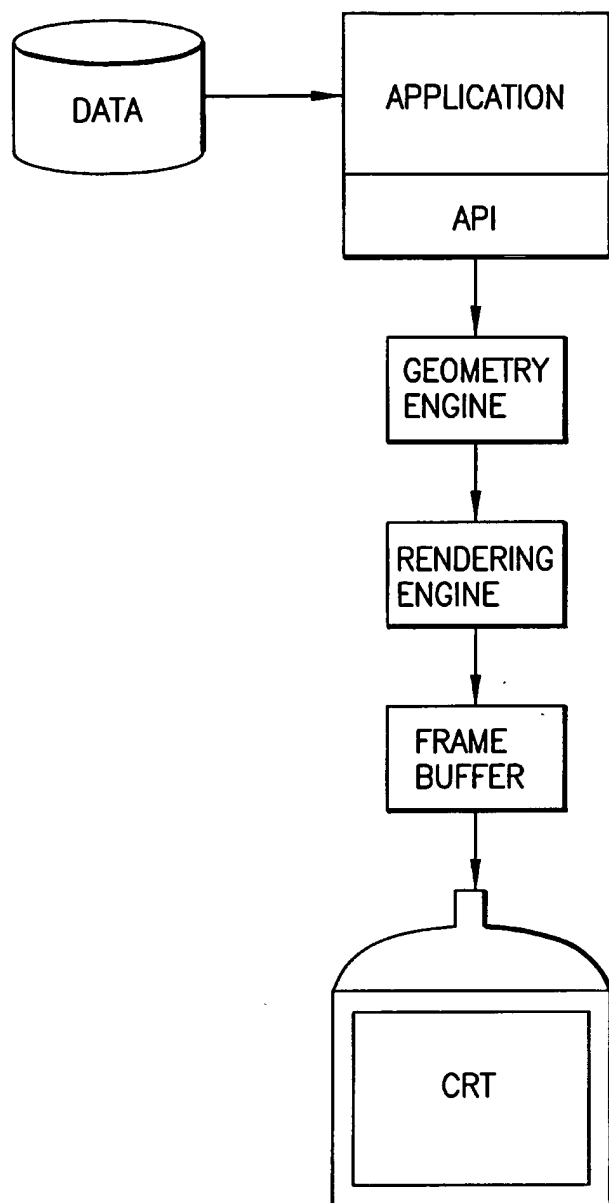 DATA
APPLICATION
API
GEOMETRY
ENGINE
RENDERING
ENGINE
FRAME
BUFFER
CRT